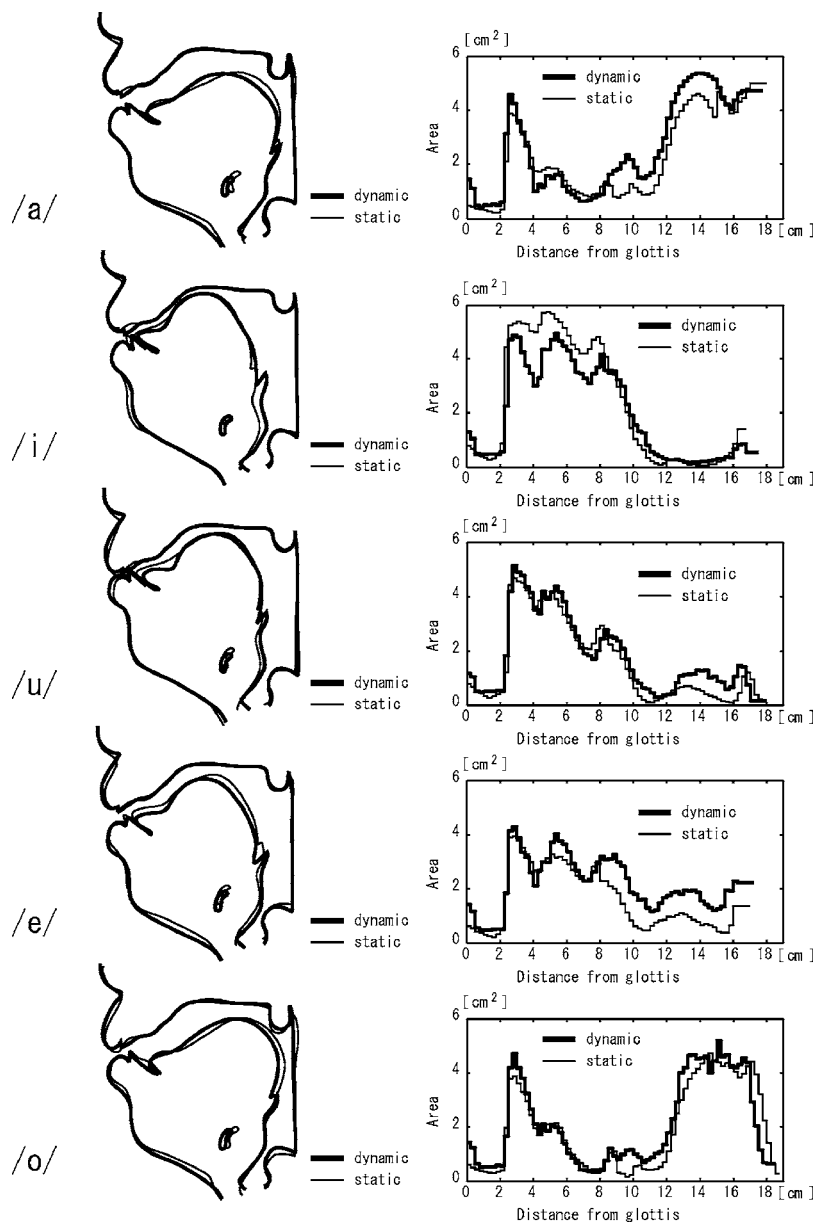 /a/
dynamic
static
[cm²]
6
4
2
0
Area
dynamic
static
0 2 4 6 8 10 12 14 16 18 [cm]
Distance from glottis
/i/
dynamic
static
[cm²]
6
4
2
0
Area
dynamic
static
0 2 4 6 8 10 12 14 16 18 [cm]
Distance from glottis
/u/
dynamic
static
[cm²]
6
4
2
0
Area
dynamic
static
0 2 4 6 8 10 12 14 16 18 [cm]
Distance from glottis
/e/
dynamic
static
[cm²]
6
4
2
0
Area
dynamic
static
0 2 4 6 8 10 12 14 16 18 [cm]
Distance from glottis
/o/
dynamic
static
[cm²]
6
4
2
0
Area
dynamic
static
0 2 4 6 8 10 12 14 16 18 [cm]
Distance from glottis